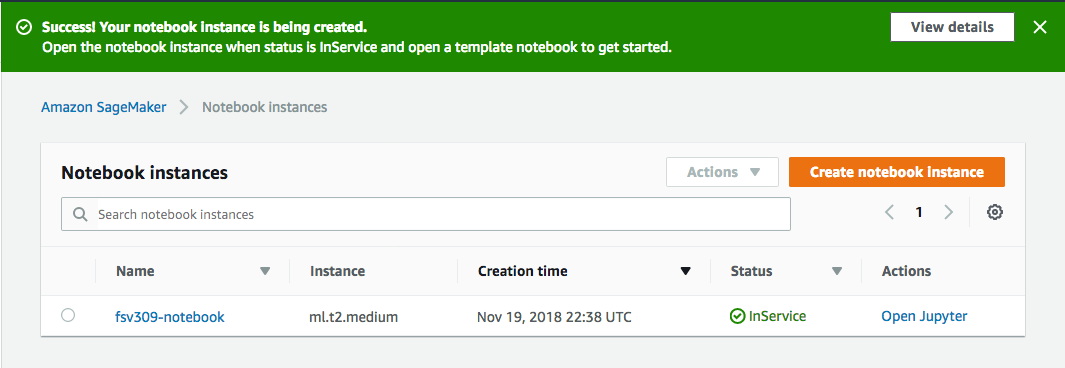 Success! Your notebook instance is being created.
Open the notebook instance when status is InService and open a template notebook to get started.
View details
Amazon SageMaker > Notebook instances
Notebook instances
Actions
Create notebook instance
Search notebook instances
1
Name Instance Creation time Status Actions
fsv309-notebook ml.t2.medium Nov 19, 2018 22:38 UTC InService Open Jupyter